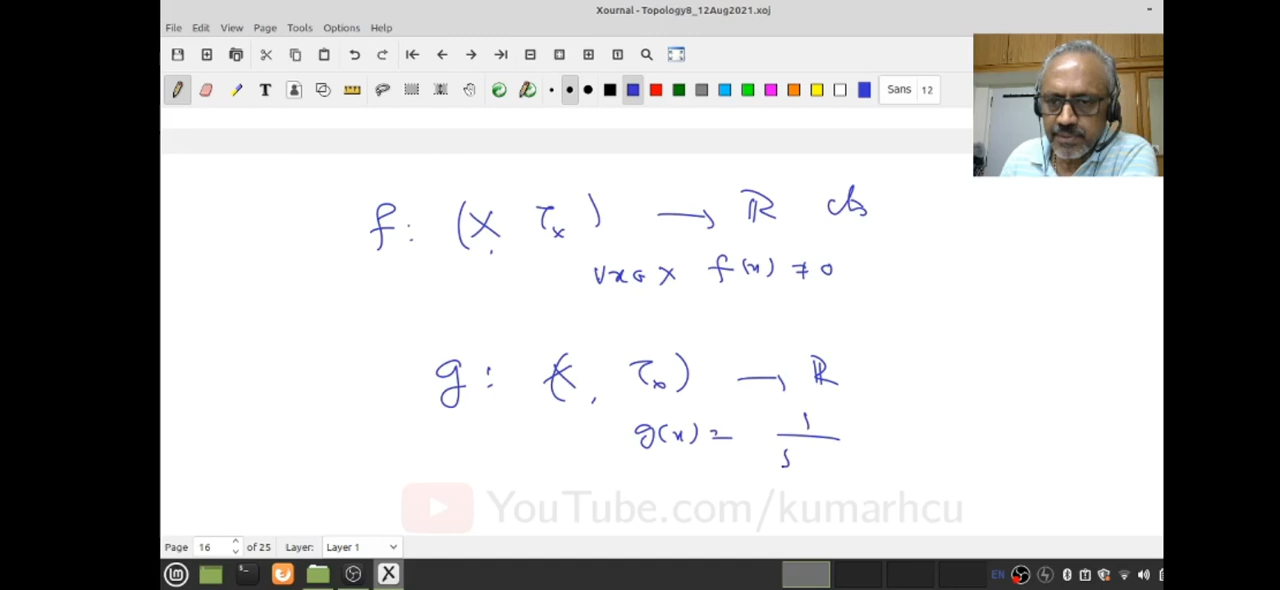 Xournal - Topology8_12Aug2021.xoj
File Edit View Page Tools Options Help
Sans 12
f: (X, τₓ) → ℝ cts
∀x∈X f(x) ≠ 0
g: (X, τₓ) → ℝ
g(x) = 1/f
YouTube.com/kumarhcu
Page 16 of 25 Layer: Layer 1
EN